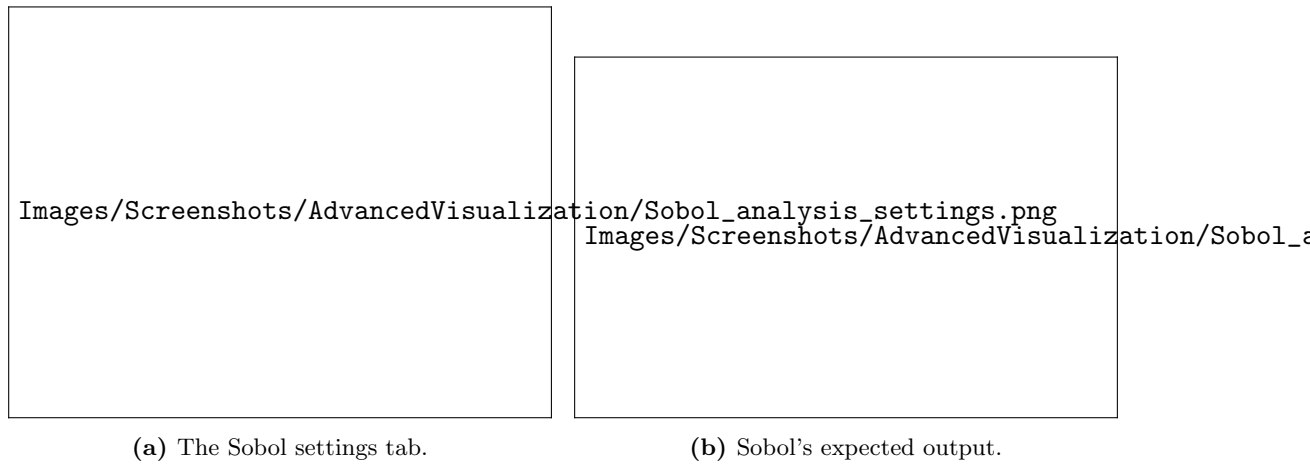 Images/Screenshots/AdvancedVisualization/Sobol_analysis_settings.png
Images/Screenshots/AdvancedVisualization/Sobol_a
(a) The Sobol settings tab.
(b) Sobol's expected output.